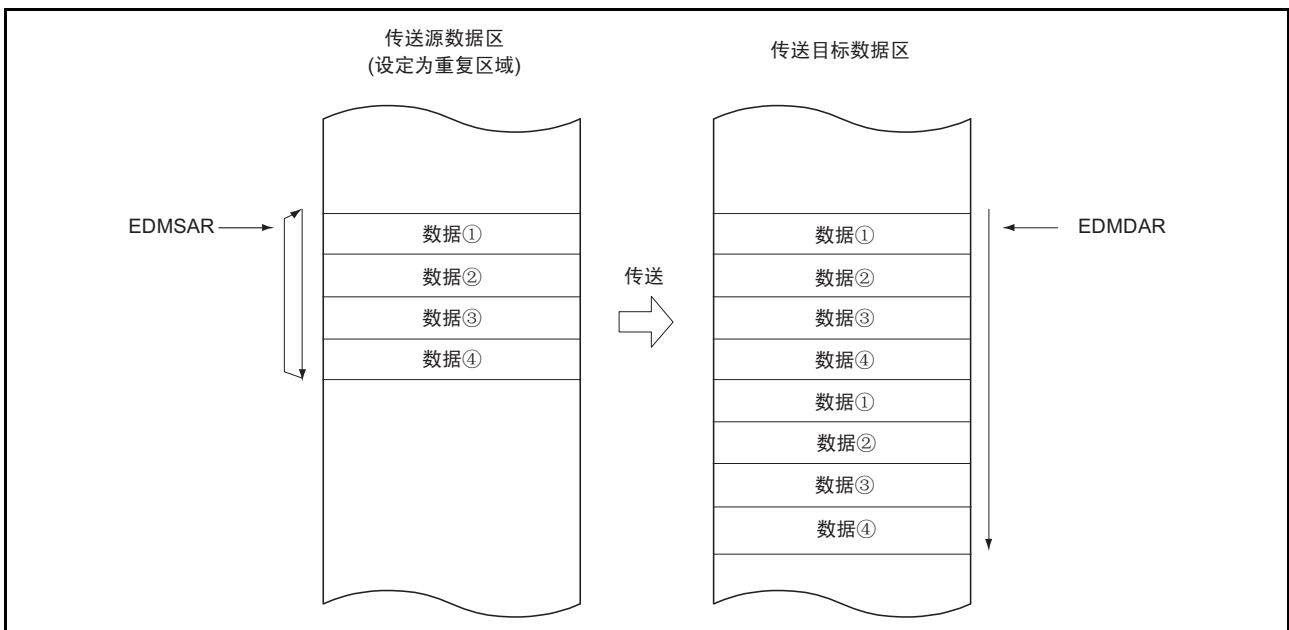 传送源数据区
(设定为重复区域)
传送目标数据区
EDMSAR
数据①
数据②
数据③
数据④
传送
数据①
数据②
数据③
数据④
数据①
数据②
数据③
数据④
EDMDAR